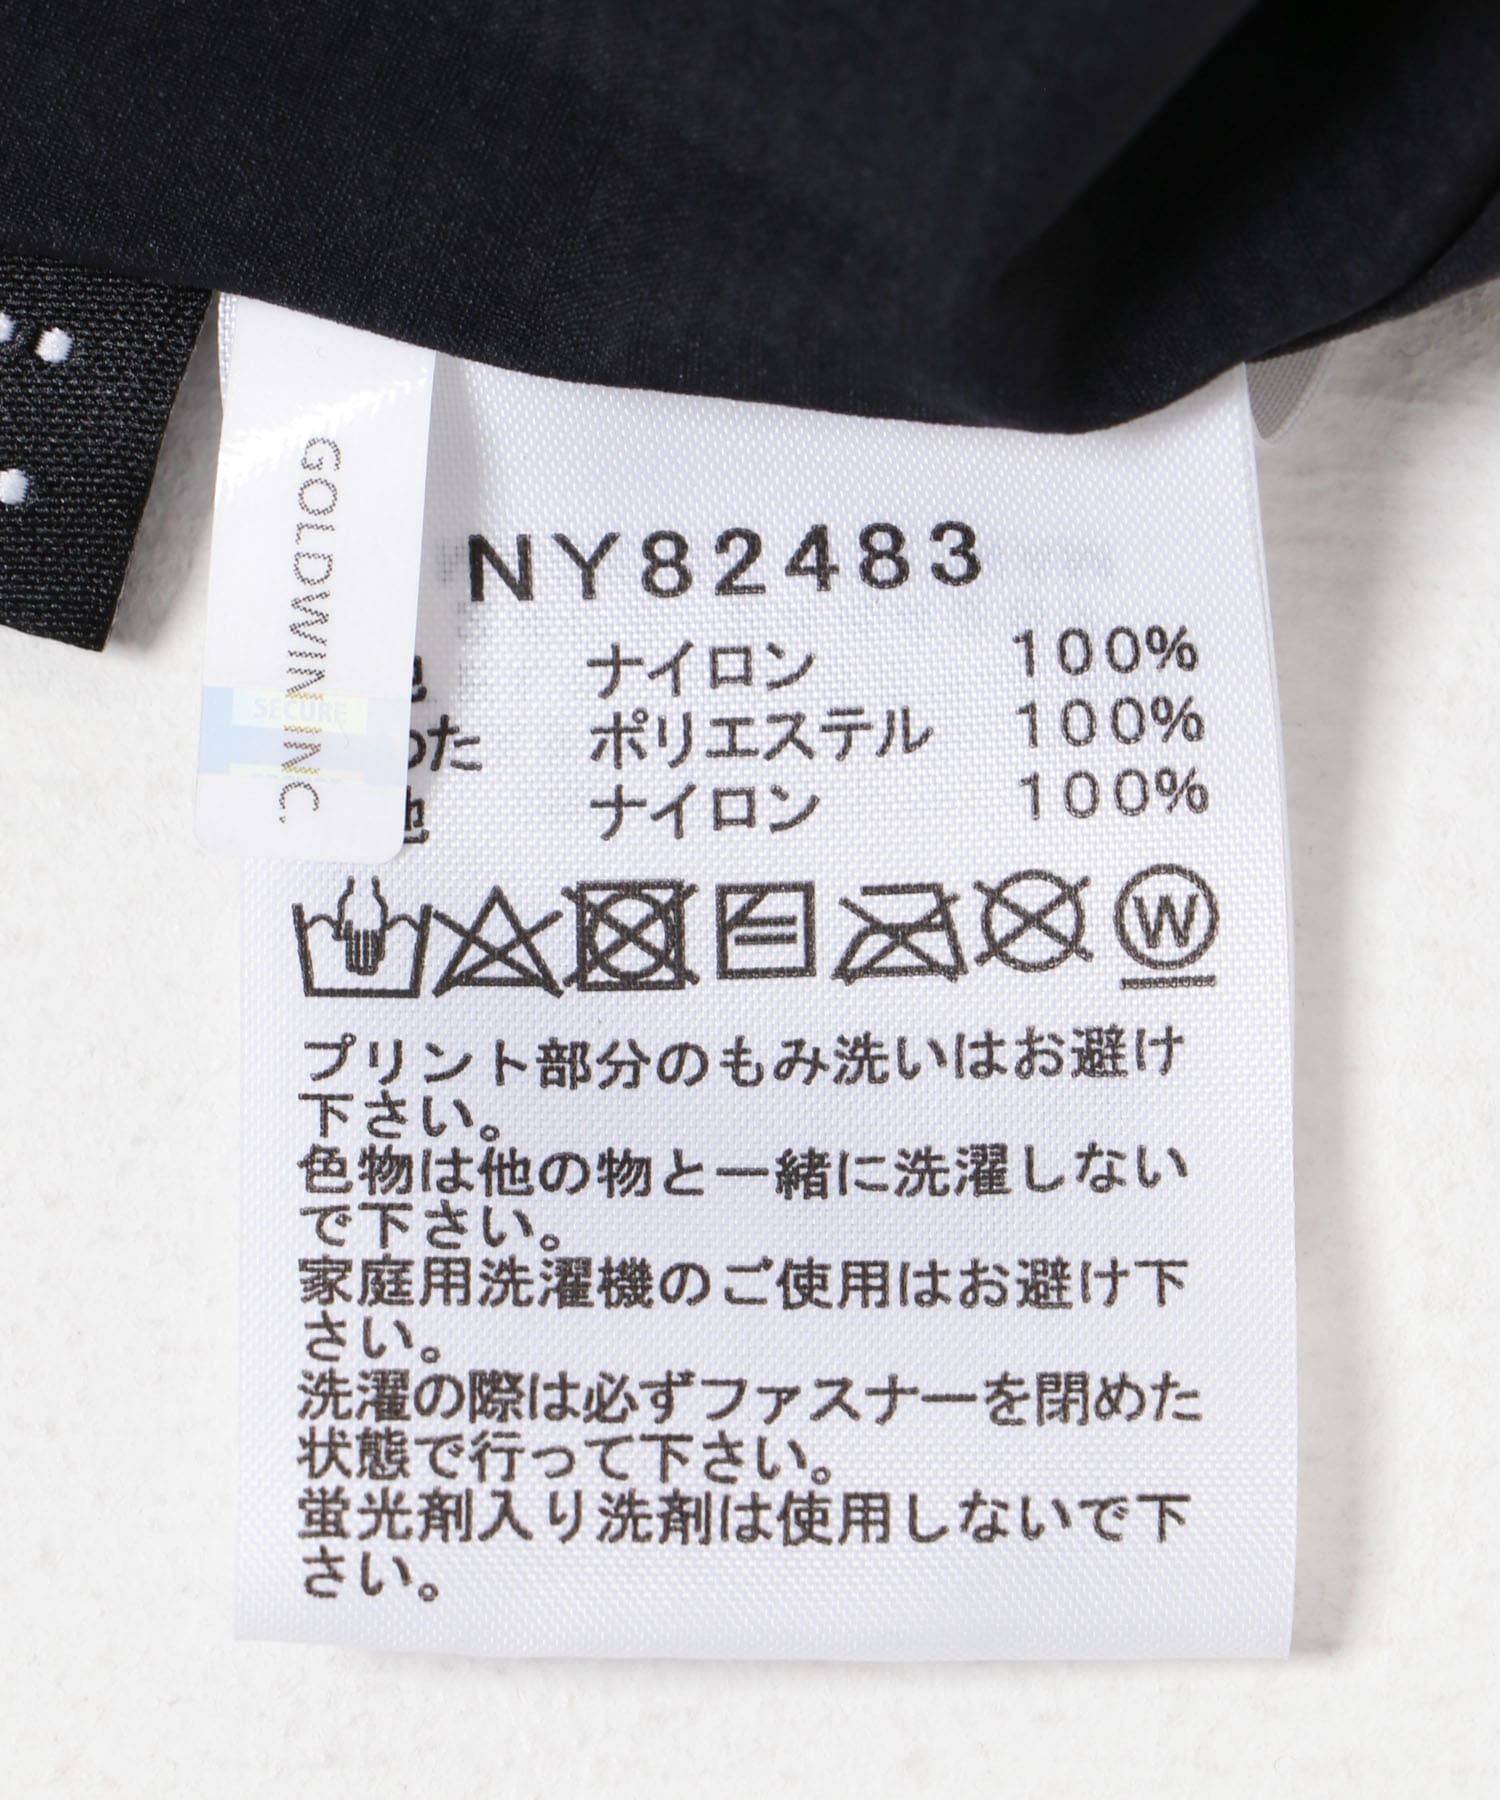 GOLDWIN INC.
SECURE
NY82483
ナイロン 100%
わた ポリエステル 100%
ナイロン 100%
W
プリント部分のもみ洗いはお避け
下さい。
色物は他の物と一緒に洗濯しない
で下さい。
家庭用洗濯機のご使用はお避け下
さい。
洗濯の際は必ずファスナーを閉めた
状態で行って下さい。
蛍光剤入り洗剤は使用しないで下
さい。